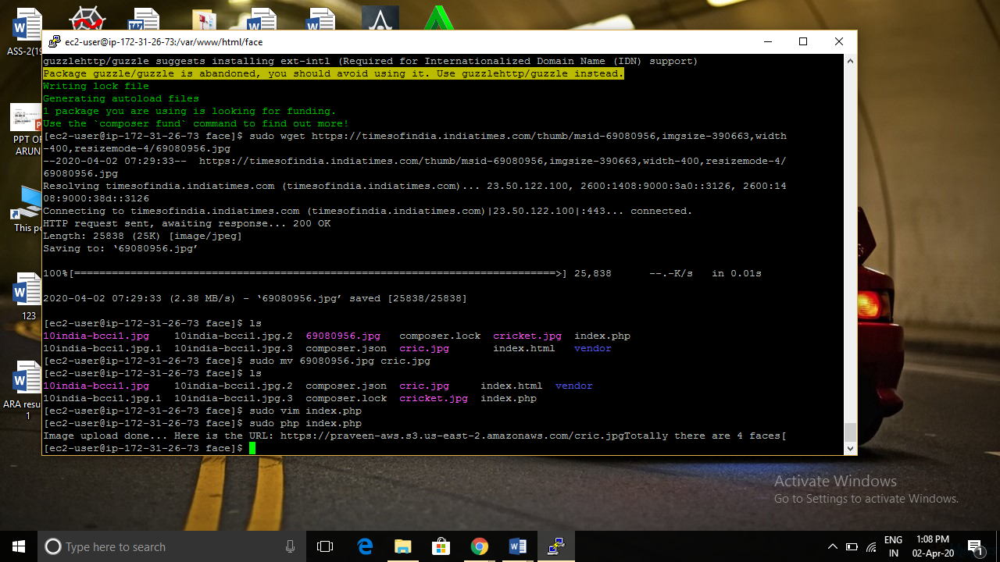 ec2-user@ip-172-31-26-73:/var/www/html/face
guzzlehttp/guzzle suggests installing ext-intl (Required for Internationalized Domain Name (IDN) support)
Package guzzle/guzzle is abandoned, you should avoid using it. Use guzzlehttp/guzzle instead.
Writing lock file
Generating autoload files
1 package you are using is looking for funding.
Use the `composer fund` command to find out more!
[ec2-user@ip-172-31-26-73 face]$ sudo wget https://timesofindia.indiatimes.com/thumb/msid-69080956,imgsize-390663,width
-400,resizemode-4/69080956.jpg
--2020-04-02 07:29:33--  https://timesofindia.indiatimes.com/thumb/msid-69080956,imgsize-390663,width-400,resizemode-4/
69080956.jpg
Resolving timesofindia.indiatimes.com (timesofindia.indiatimes.com)... 23.50.122.100, 2600:1408:9000:3a0::3126, 2600:14
08:9000:38d::3126
Connecting to timesofindia.indiatimes.com (timesofindia.indiatimes.com)|23.50.122.100|:443... connected.
HTTP request sent, awaiting response... 200 OK
Length: 25838 (25K) [image/jpeg]
Saving to: ‘69080956.jpg’
100%[=============================================================================>] 25,838      --.-K/s   in 0.01s
2020-04-02 07:29:33 (2.38 MB/s) - ‘69080956.jpg’ saved [25838/25838]
[ec2-user@ip-172-31-26-73 face]$ ls
10india-bcci1.jpg    10india-bcci1.jpg.2  69080956.jpg   composer.lock  cricket.jpg  index.php
10india-bcci1.jpg.1  10india-bcci1.jpg.3  composer.json  cric.jpg       index.html   vendor
[ec2-user@ip-172-31-26-73 face]$ sudo mv 69080956.jpg cric.jpg
[ec2-user@ip-172-31-26-73 face]$ ls
10india-bcci1.jpg    10india-bcci1.jpg.2  composer.json  cric.jpg     index.html  vendor
10india-bcci1.jpg.1  10india-bcci1.jpg.3  composer.lock  cricket.jpg  index.php
[ec2-user@ip-172-31-26-73 face]$ sudo vim index.php
[ec2-user@ip-172-31-26-73 face]$ sudo php index.php
Image upload done... Here is the URL: https://praveen-aws.s3.us-east-2.amazonaws.com/cric.jpgTotally there are 4 faces[
[ec2-user@ip-172-31-26-73 face]$
ASS-2(19
PPT OF
ARUN
This pc
123
ARA resu
1
Activate Windows
Go to Settings to activate Windows.
Type here to search
ENG
IN
1:08 PM
02-Apr-20
1